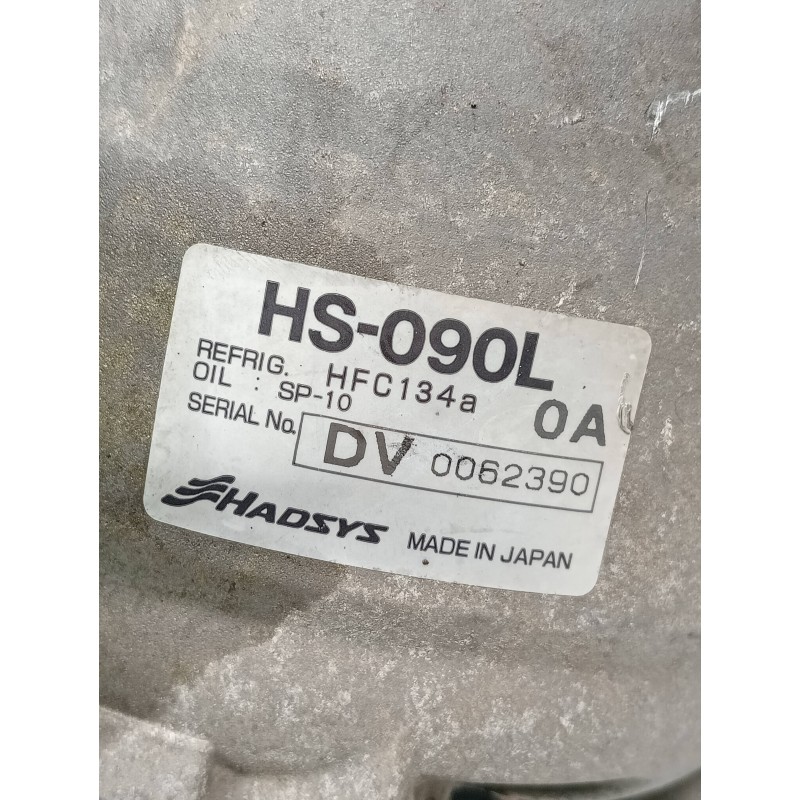 HS-090L
REFRIG. HFC134a
OIL : SP-10 0A
SERIAL No. DV 0062390
HADSYS MADE IN JAPAN